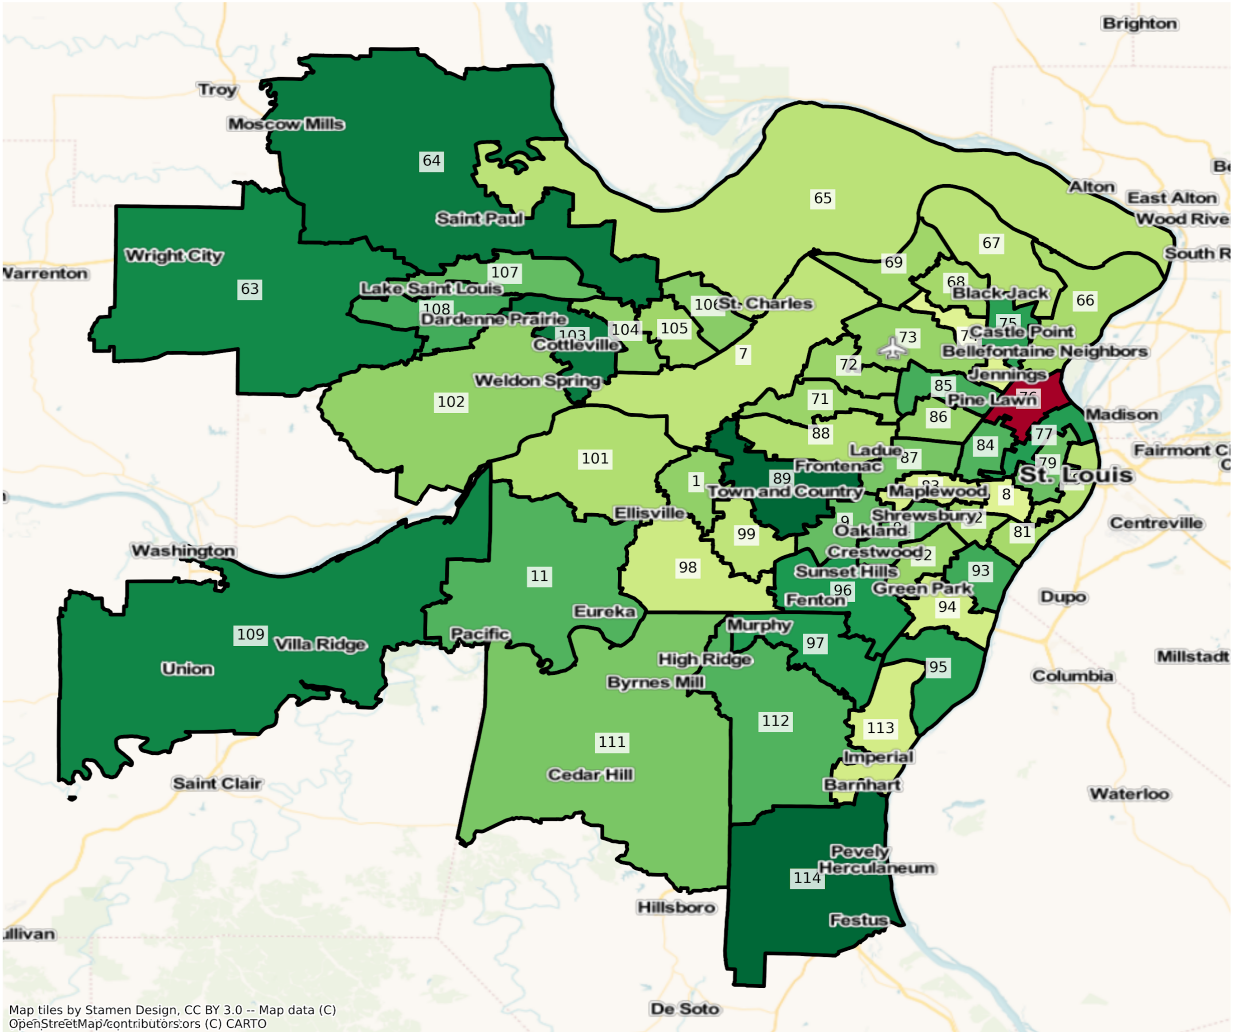 Brighton
Troy
Moscow Mills
64
Alton
East Alton
Wood Rive
65
Saint Paul
67
South R
Wright City
69
Warrenton
107
68
63
Lake Saint Louis
Black Jack
66
106
St. Charles
108
Dardenne Prairie
75
103
104
105
Castle Point
73
Cottleville
7
Bellefontaine Neighbors
72
Jennings
Weldon Spring
85
76
Pine Lawn
102
71
86
Madison
88
77
84
Ladue
87
Fairmont Ci
101
Frontenac
79
St. Louis
1
89
83
Town and Country
Maplewood
8
Ellisville
Shrewsbury
Centreville
9
Oakland
81
99
Washington
Crestwood
98
Sunset Hills
93
11
Green Park
96
Fenton
Dupo
94
Eureka
Murphy
109
Pacific
Villa Ridge
97
Millstadt
High Ridge
95
Union
Columbia
Byrnes Mill
112
113
111
Imperial
Cedar Hill
Saint Clair
Barnhart
Waterloo
Pevely
Herculaneum
114
Hillsboro
Festus
ullivan
De Soto
Map tiles by Stamen Design, CC BY 3.0 -- Map data (C)
OpenStreetMap contributorsors (C) CARTO